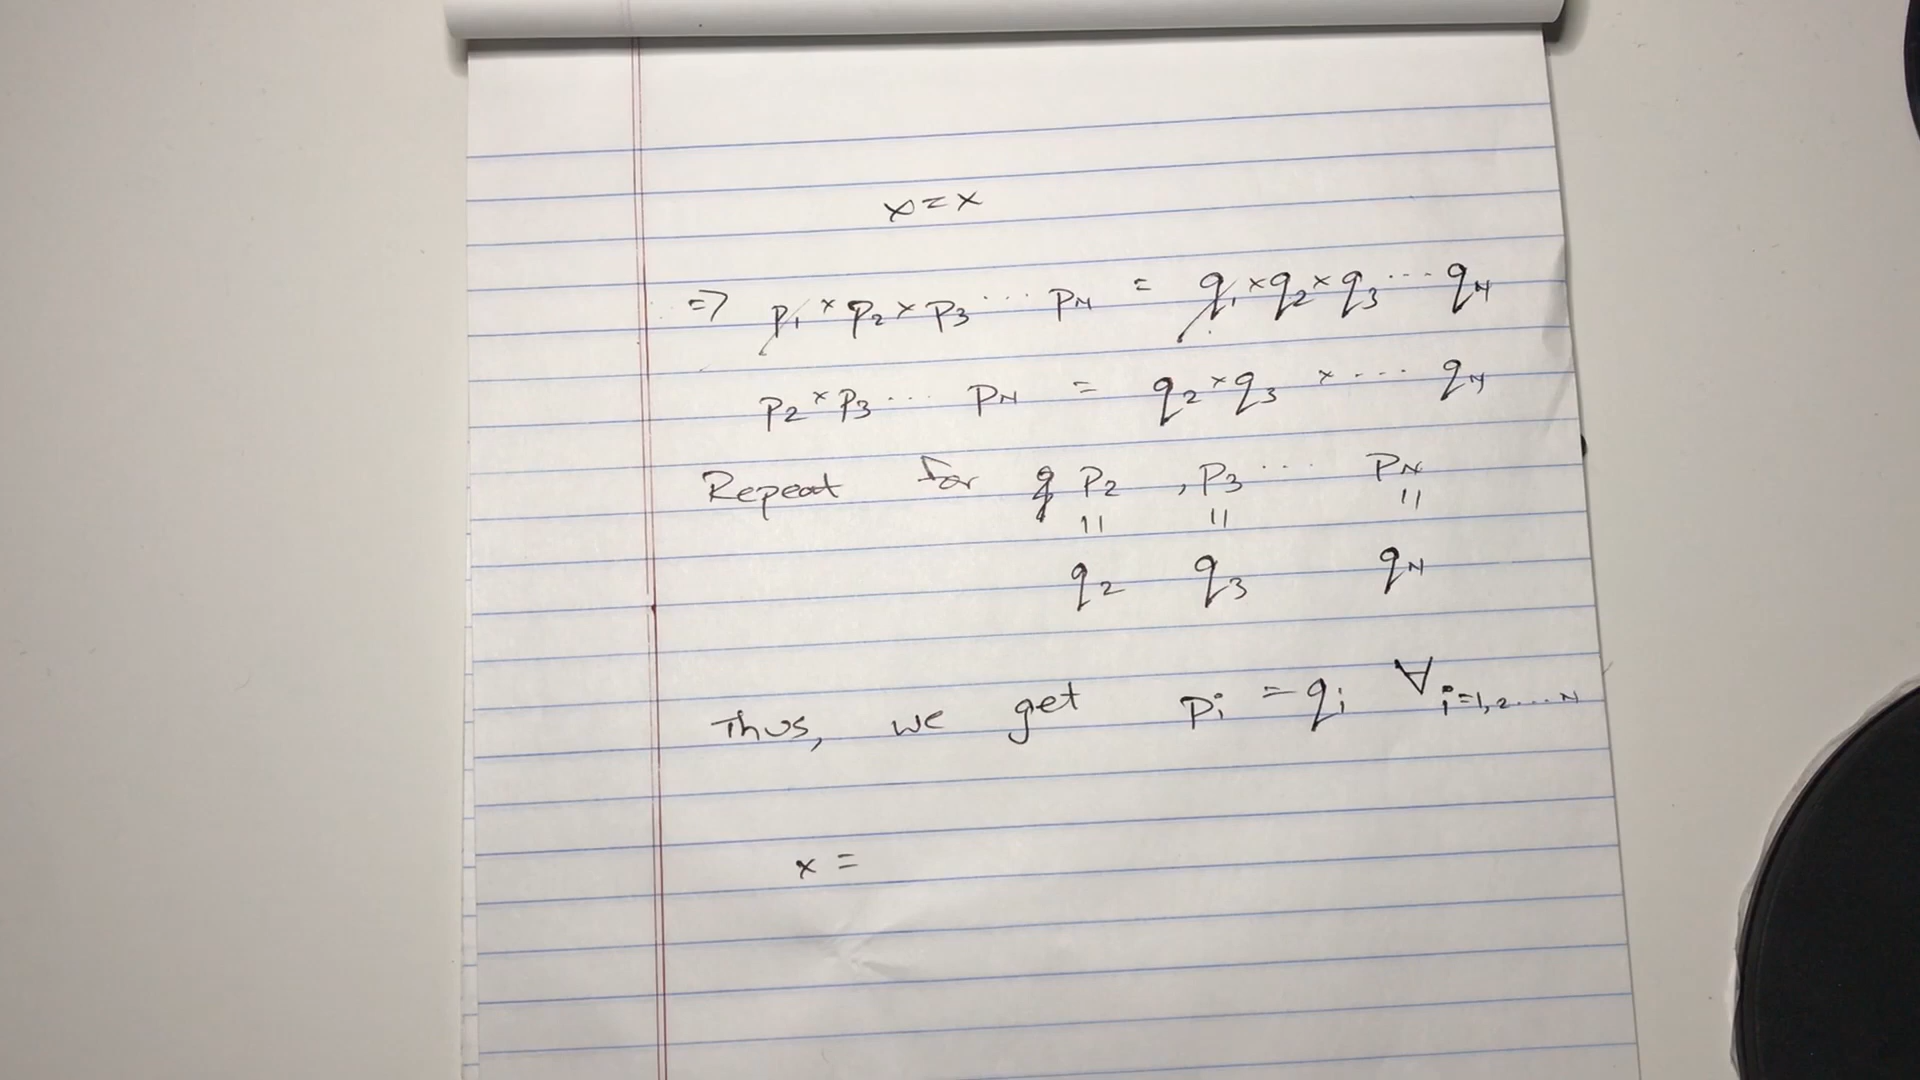 x = x
=> p₁ × p₂ × p₃ ... pN = q₁ × q₂ × q₃ ... qN
p₂ × p₃ ... pN = q₂ × q₃ × ... qN
Repeat for p₂ , p₃ ... pN
|| || ||
q₂ q₃ qN
Thus, we get pi = qi ∀ i=1,2....N
x =